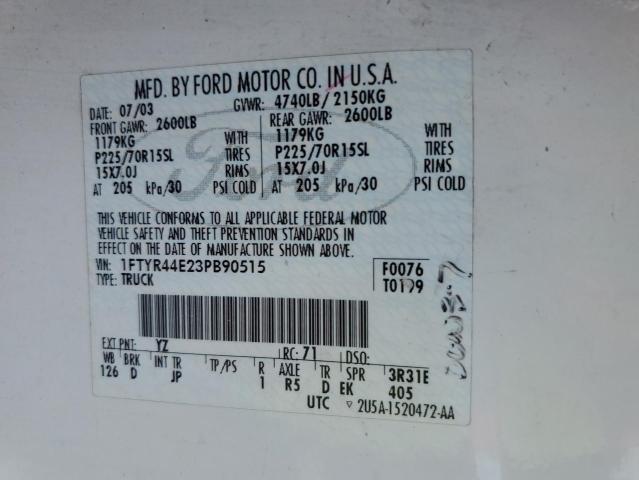 MFD. BY FORD MOTOR CO. IN U.S.A.
DATE: 07/03 GVWR: 4740LB/ 2150KG
FRONT GAWR: 2600LB REAR GAWR: 2600LB
1179KG WITH 1179KG WITH
P225/70R15SL TIRES P225/70R15SL TIRES
15X7.0J RIMS 15X7.0J RIMS
AT 205 kPa/30 PSI COLD AT 205 kPa/30 PSI COLD
THIS VEHICLE CONFORMS TO ALL APPLICABLE FEDERAL MOTOR
VEHICLE SAFETY AND THEFT PREVENTION STANDARDS IN
EFFECT ON THE DATE OF MANUFACTURE SHOWN ABOVE.
VIN: 1FTYR44E23PB90515 F0076
TYPE: TRUCK
EXT PNT: YZ RC: 71 DSO:
WB BRK INT TR TP/PS R AXLE TR SPR 3R31E
126 D JP 1 R5 D EK 405
UTC ▽ 2U5A-1520472-AA
Ford